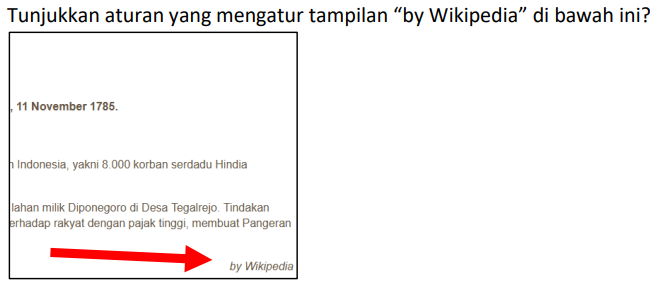 Tunjukkan aturan yang mengatur tampilan “by Wikipedia” di bawah ini?
, 11 November 1785.
n Indonesia, yakni 8.000 korban serdadu Hindia
lahan milik Diponegoro di Desa Tegalrejo. Tindakan
erhadap rakyat dengan pajak tinggi, membuat Pangeran
by Wikipedia